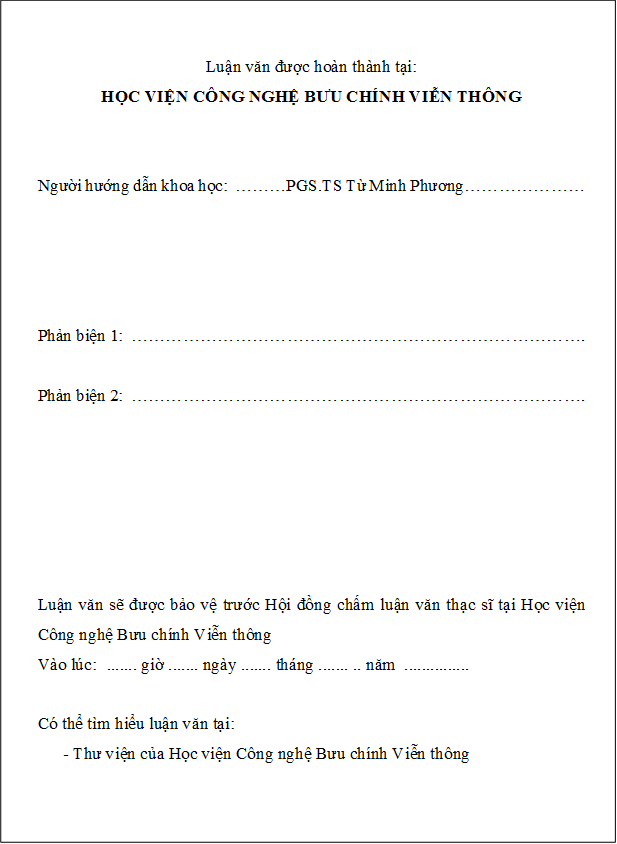 Luận văn được hoàn thành tại:
HỌC VIỆN CÔNG NGHỆ BƯU CHÍNH VIỄN THÔNG
Người hướng dẫn khoa học: ………PGS.TS Từ Minh Phương…………………
Phản biện 1: ……………………………………………………………………….
Phản biện 2: ……………………………………………………………………….
Luận văn sẽ được bảo vệ trước Hội đồng chấm luận văn thạc sĩ tại Học viện
Công nghệ Bưu chính Viễn thông
Vào lúc: ....... giờ ....... ngày ....... tháng ....... .. năm ...............
Có thể tìm hiểu luận văn tại:
- Thư viện của Học viện Công nghệ Bưu chính Viễn thông